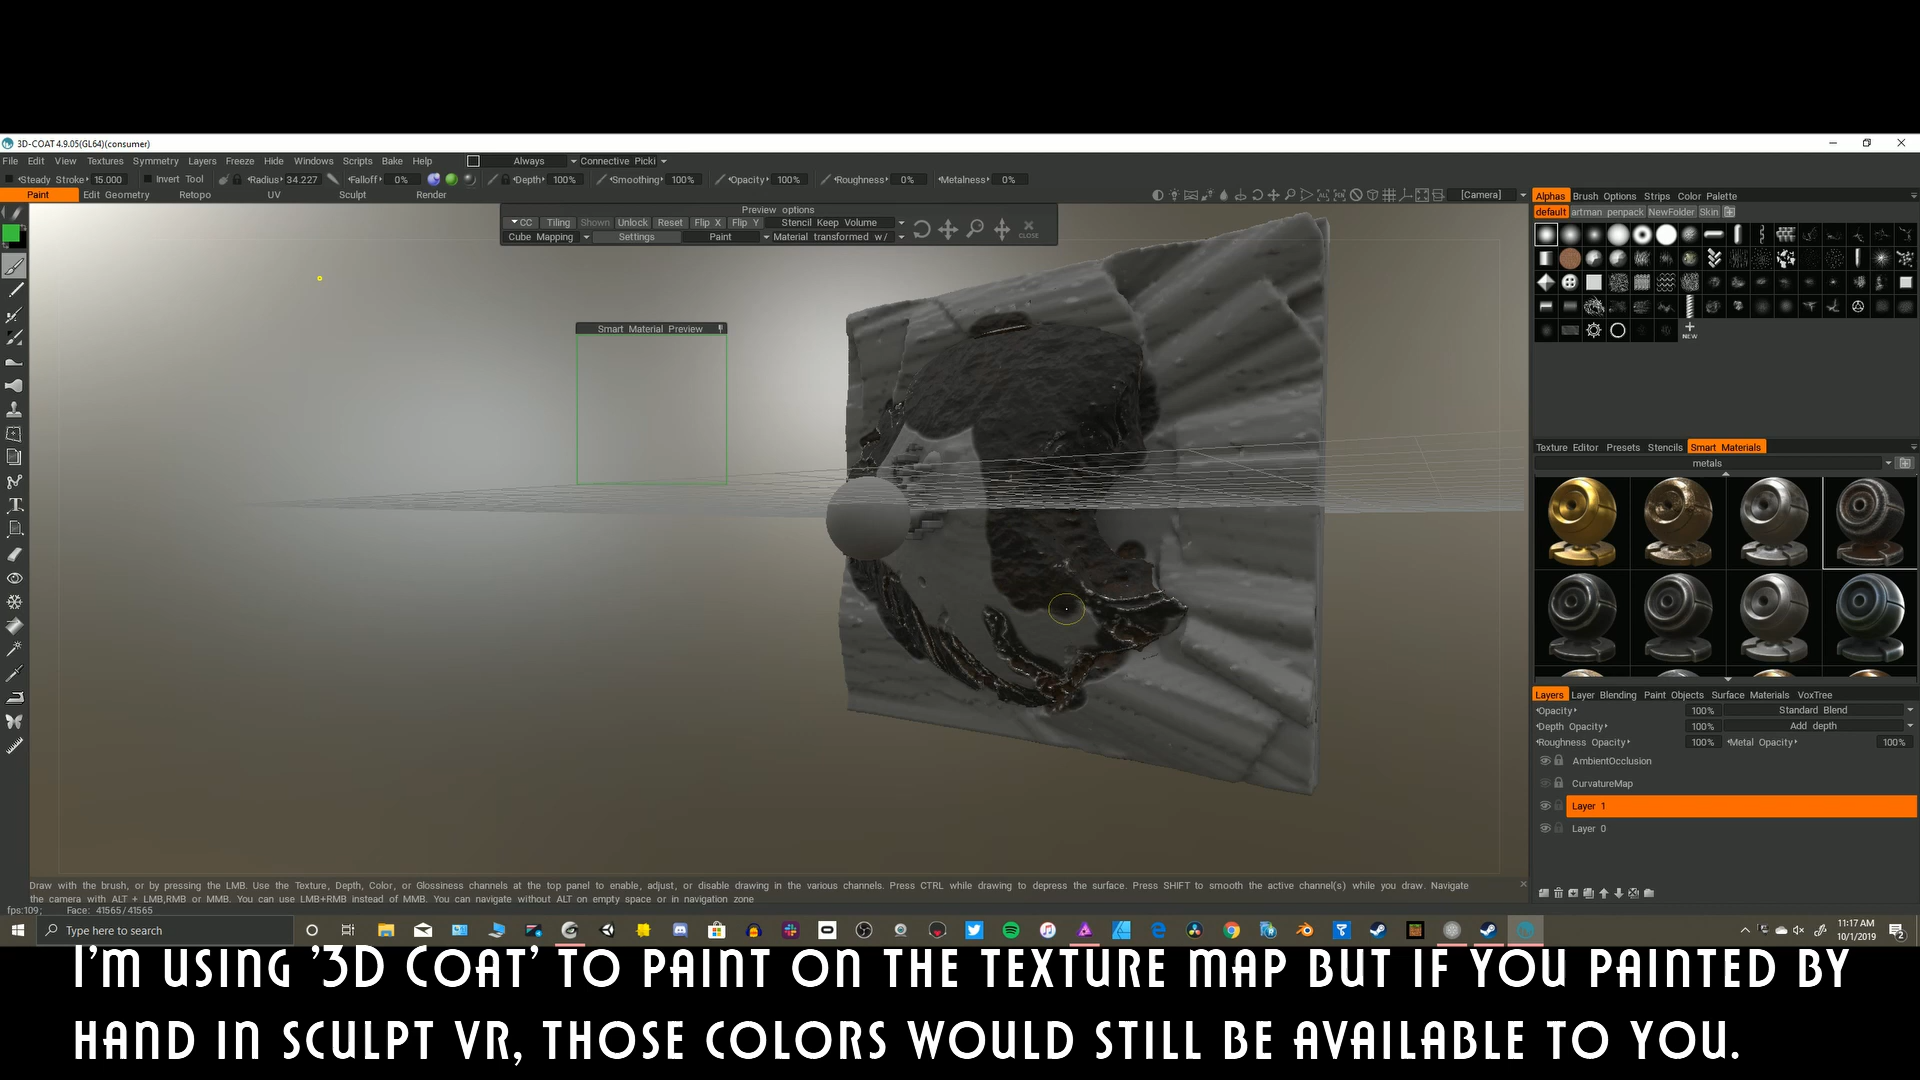 3D-COAT 4.9.05(GL64)(consumer)
File Edit View Textures Symmetry Layers Freeze Hide Windows Scripts Bake Help Always Connective Picki
Steady Stroke 15.000 Invert Tool Radius 34.227 Falloff 0% Depth 100% Smoothing 100% Opacity 100% Roughness 0% Metalness 0%
Paint Edit Geometry Retopo UV Sculpt Render [Camera]
Alphas Brush Options Strips Color Palette
default artman penpack NewFolder Skin
NEW
Preview options
CC Tiling Shown Unlock Reset Flip X Flip Y Stencil Keep Volume
Cube Mapping Settings Paint Material transformed w/ CLOSE
Smart Material Preview
Texture Editor Presets Stencils Smart Materials
metals
Layers Layer Blending Paint Objects Surface Materials VoxTree
Opacity 100% Standard Blend
Depth Opacity 100% Add depth
Roughness Opacity 100% Metal Opacity 100%
AmbientOcclusion
CurvatureMap
Layer 1
Layer 0
Draw with the brush, or by pressing the LMB. Use the Texture, Depth, Color, or Glossiness channels at the top panel to enable, adjust, or disable drawing in the various channels. Press CTRL while drawing to depress the surface. Press SHIFT to smooth the active channel(s) while you draw. Navigate
the camera with ALT + LMB,RMB or MMB. You can use LMB+RMB instead of MMB. You can navigate without ALT on empty space or in navigation zone
fps:109; Face: 41565/41565
Type here to search
11:17 AM
10/1/2019
2
I'm using '3D Coat' to paint on the texture map but if you painted by
hand in sculpt vr, those colors would still be available to you.